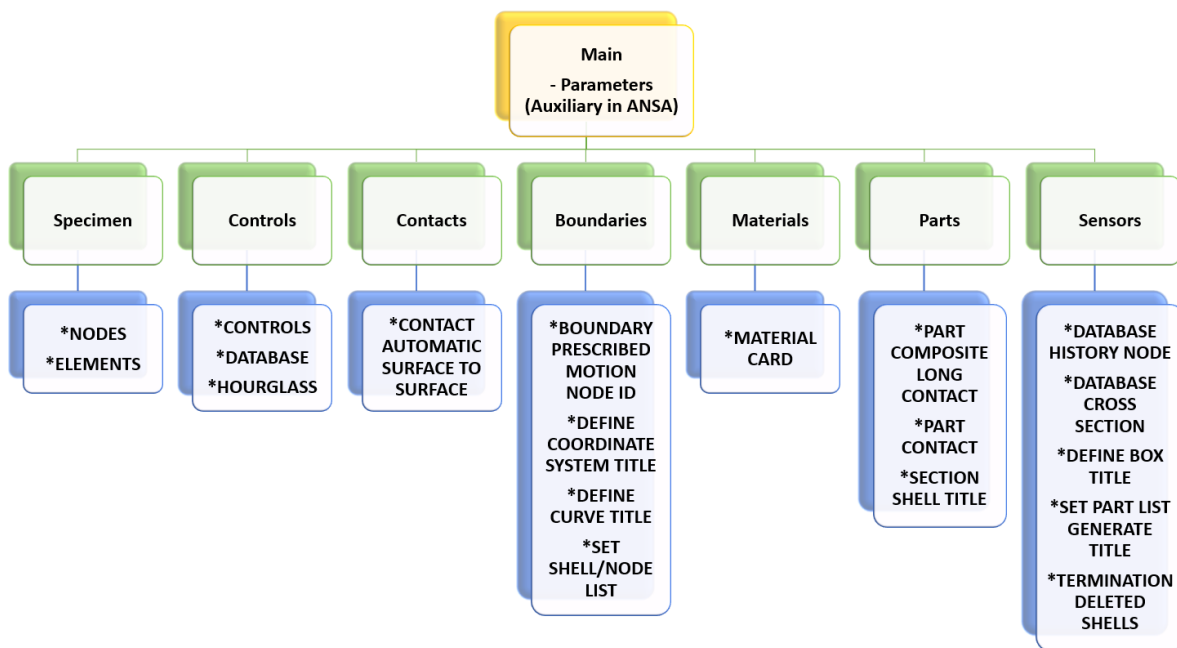 Main
- Parameters
(Auxiliary in ANSA)
Specimen
Controls
Contacts
Boundaries
Materials
Parts
Sensors
*NODES
*ELEMENTS
*CONTROLS
*DATABASE
*HOURGLASS
*CONTACT
AUTOMATIC
SURFACE TO
SURFACE
*BOUNDARY
PRESCRIBED
MOTION
NODE ID
*DEFINE
COORDINATE
SYSTEM TITLE
*DEFINE
CURVE TITLE
*SET
SHELL/NODE
LIST
*MATERIAL
CARD
*PART
COMPOSITE
LONG
CONTACT
*PART
CONTACT
*SECTION
SHELL TITLE
*DATABASE
HISTORY NODE
*DATABASE
CROSS
SECTION
*DEFINE BOX
TITLE
*SET PART LIST
GENERATE
TITLE
*TERMINATION
DELETED
SHELLS